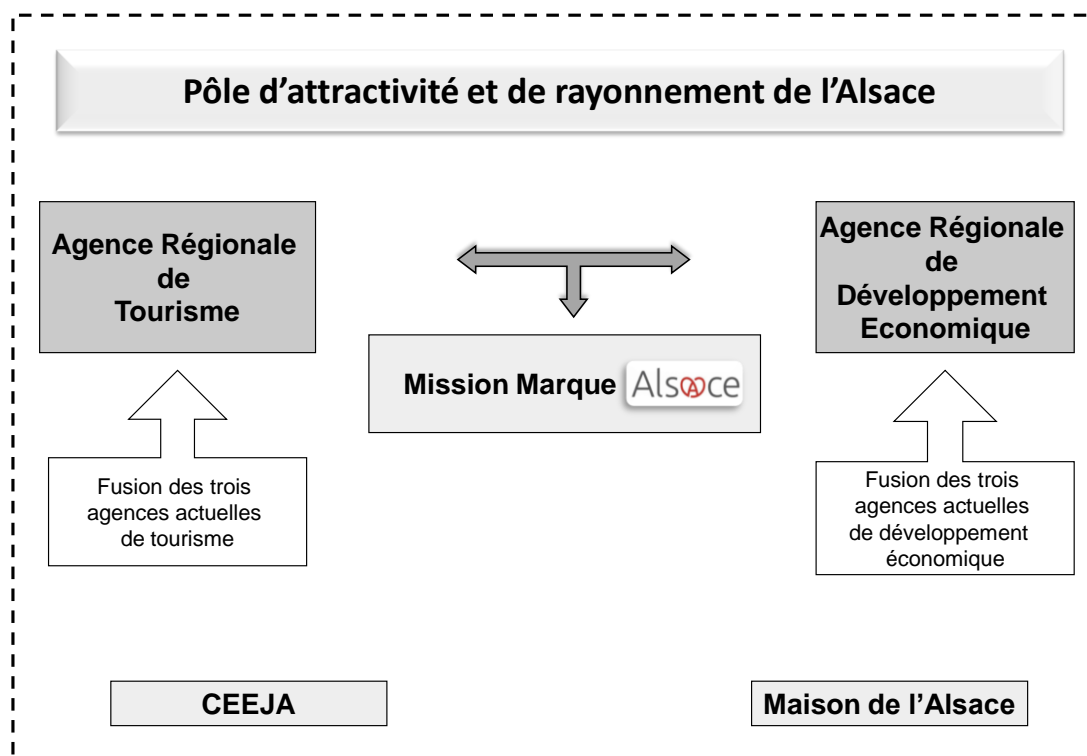 Pôle d’attractivité et de rayonnement de l’Alsace
Agence Régionale
de
Tourisme
Agence Régionale
de
Développement
Economique
Mission Marque Alsace
Fusion des trois
agences actuelles
de tourisme
Fusion des trois
agences actuelles
de développement
économique
CEEJA
Maison de l’Alsace